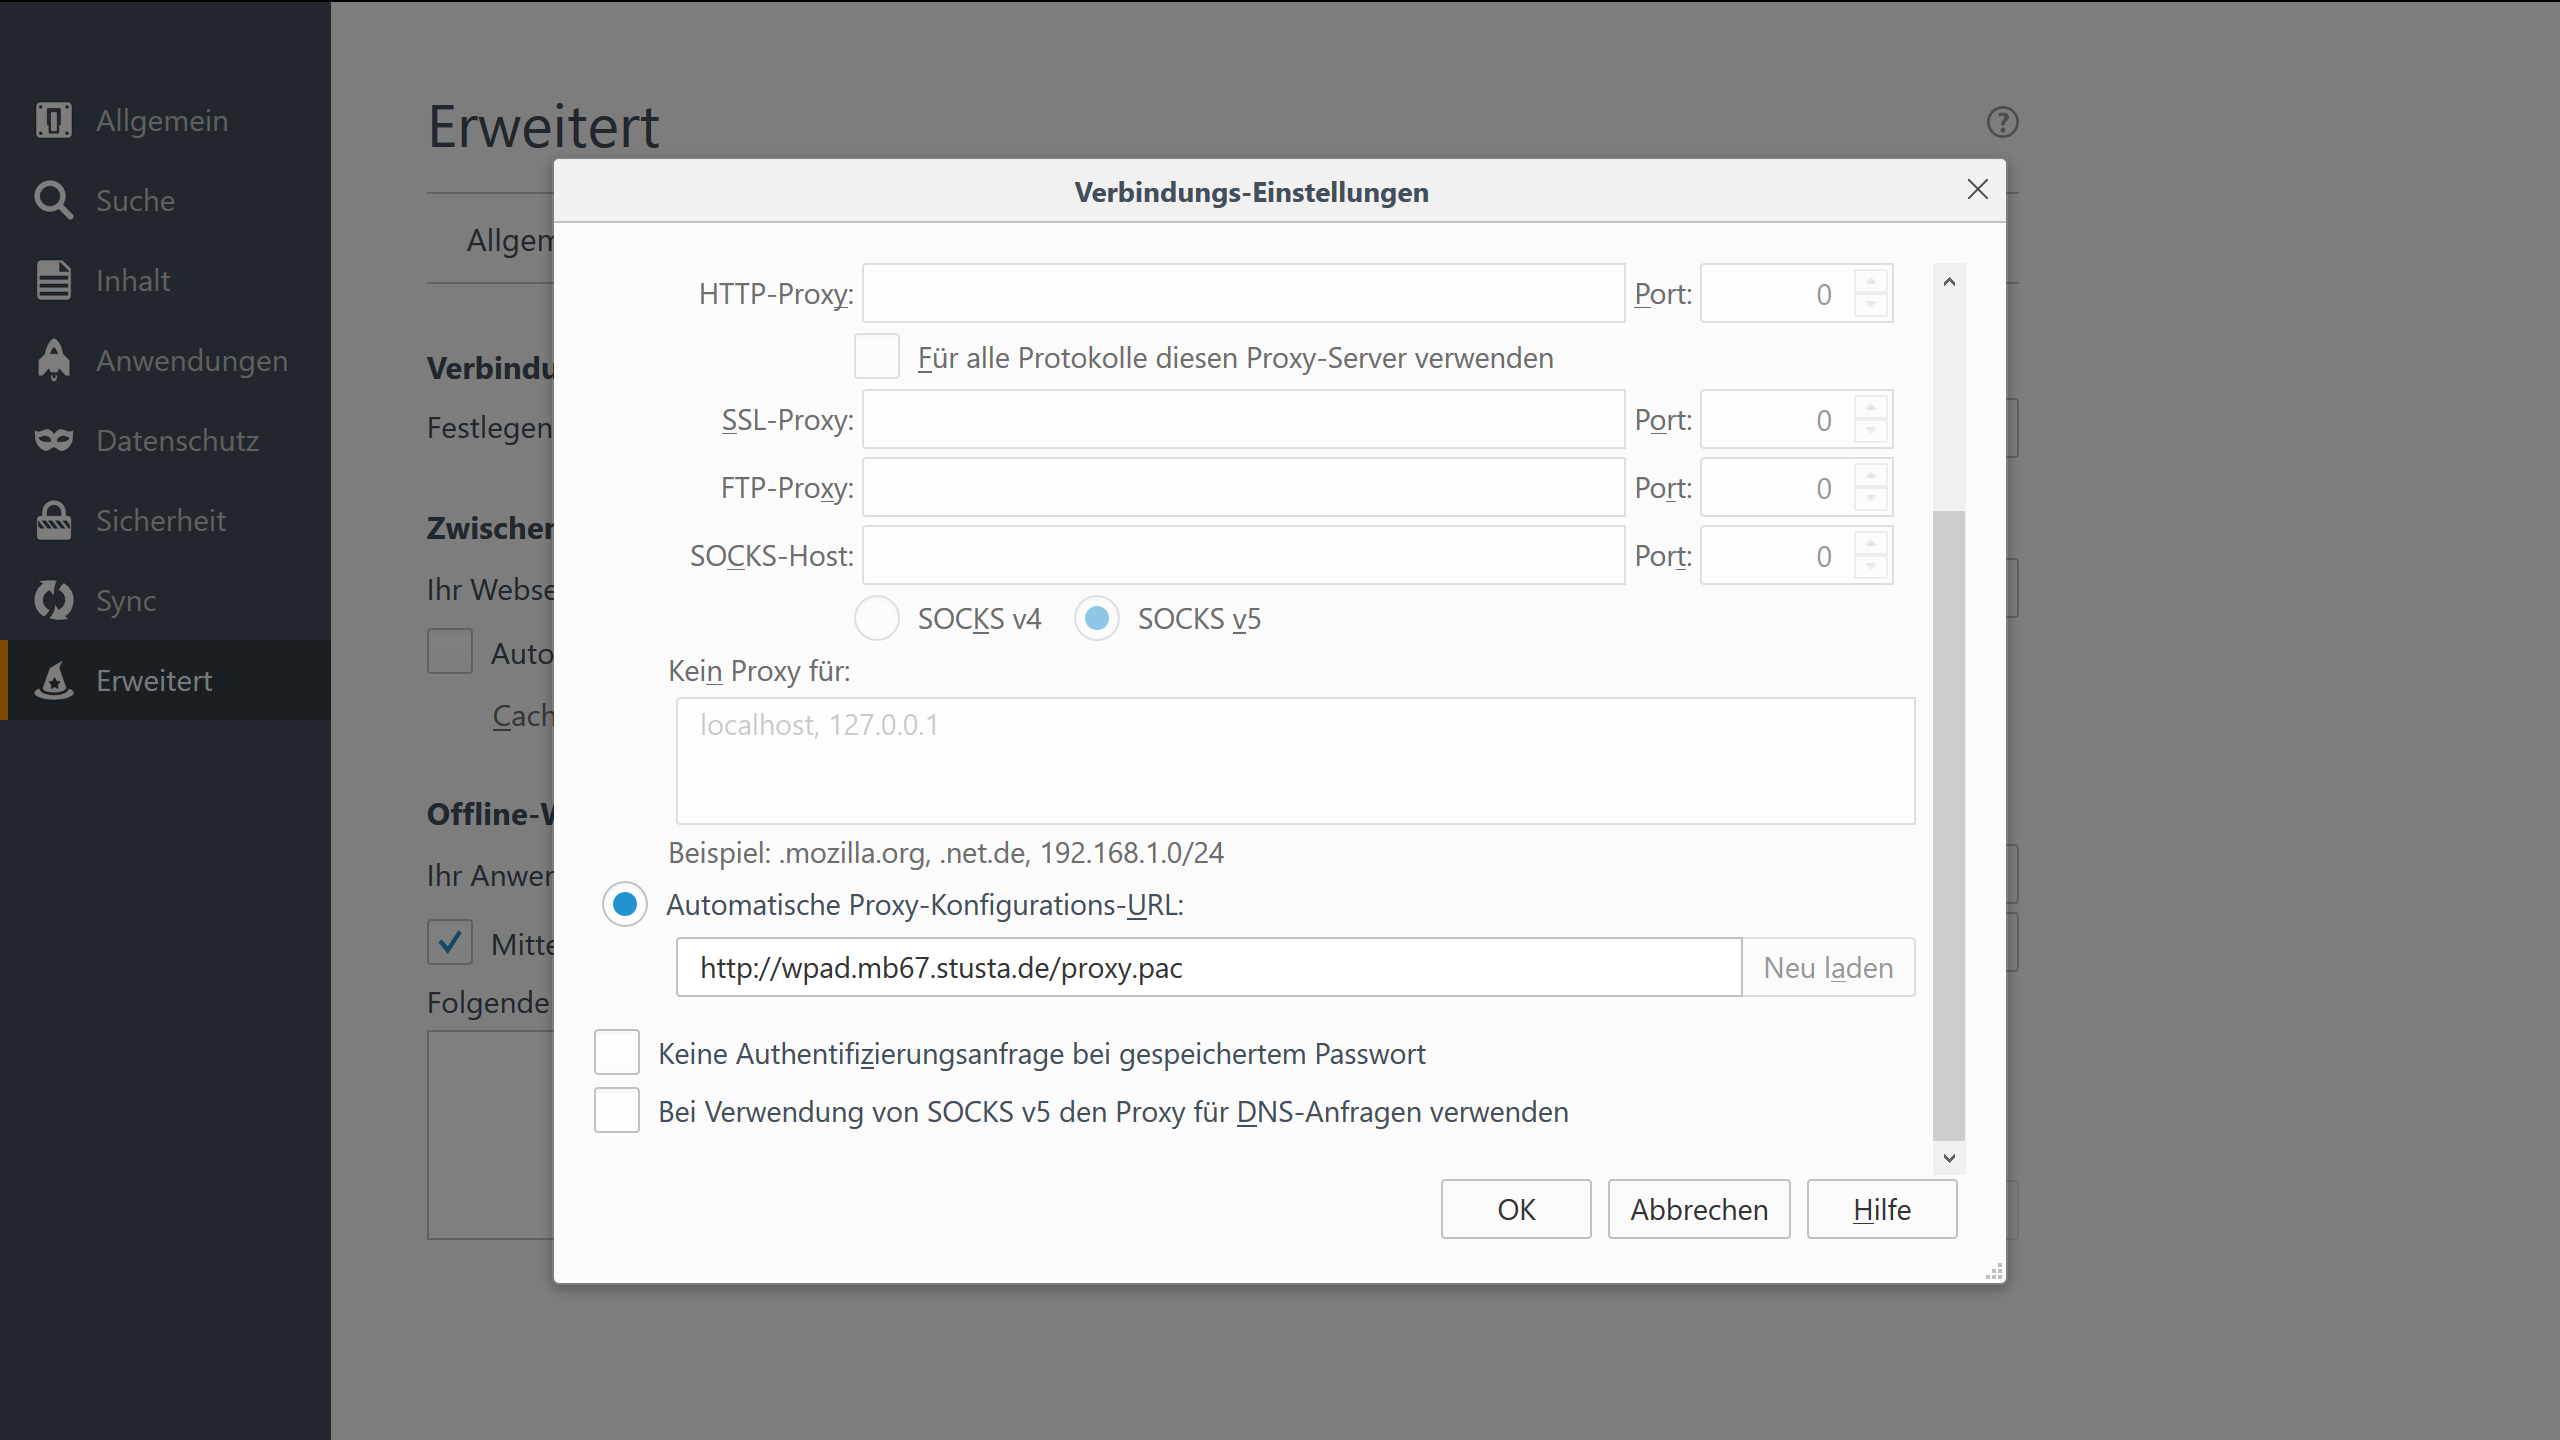 Allgemein
Suche
Inhalt
Anwendungen
Datenschutz
Sicherheit
Sync
Erweitert
Erweitert
?
Allgem
Verbindu
Festlegen
Zwischen
Ihr Webse
Auto
Cach
Offline-W
Ihr Anwer
Mitte
Folgende
Verbindungs-Einstellungen
HTTP-Proxy: Port: 0
Für alle Protokolle diesen Proxy-Server verwenden
SSL-Proxy: Port: 0
FTP-Proxy: Port: 0
SOCKS-Host: Port: 0
SOCKS v4 SOCKS v5
Kein Proxy für:
localhost, 127.0.0.1
Beispiel: .mozilla.org, .net.de, 192.168.1.0/24
Automatische Proxy-Konfigurations-URL:
http://wpad.mb67.stusta.de/proxy.pac Neu laden
Keine Authentifizierungsanfrage bei gespeichertem Passwort
Bei Verwendung von SOCKS v5 den Proxy für DNS-Anfragen verwenden
OK Abbrechen Hilfe